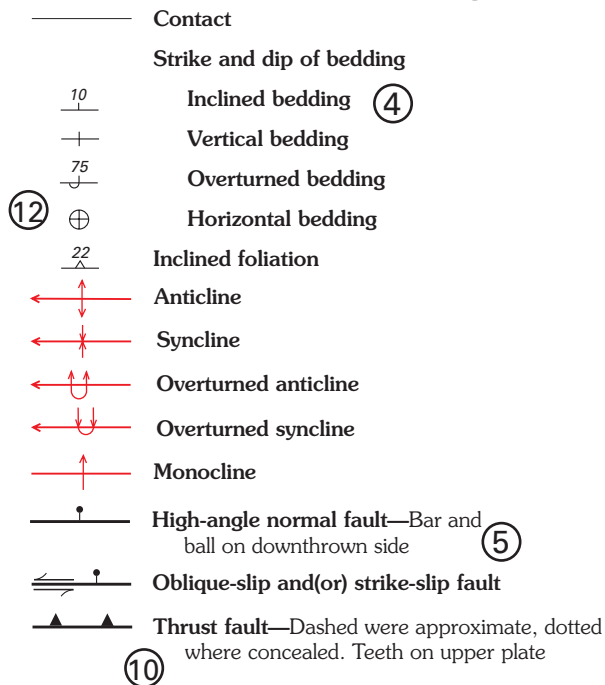 Contact
Strike and dip of bedding
10 Inclined bedding 4
Vertical bedding
75 Overturned bedding
12 Horizontal bedding
22 Inclined foliation
Anticline
Syncline
Overturned anticline
Overturned syncline
Monocline
High-angle normal fault—Bar and
ball on downthrown side 5
Oblique-slip and(or) strike-slip fault
Thrust fault—Dashed were approximate, dotted
where concealed. Teeth on upper plate
10